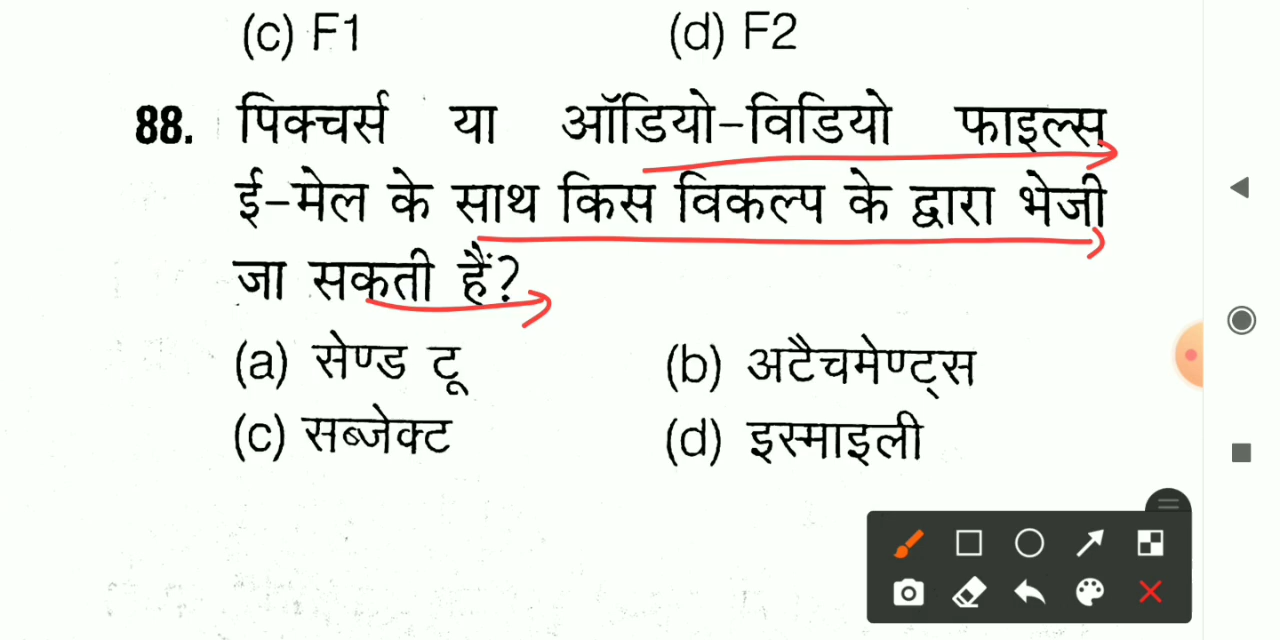 (c) F1 (d) F2
88. पिक्चर्स या ऑडियो-विडियो फाइल्स
ई-मेल के साथ किस विकल्प के द्वारा भेजी
जा सकती हैं?
(a) सेण्ड टू (b) अटैचमेण्ट्स
(c) सब्जेक्ट (d) इस्माइली